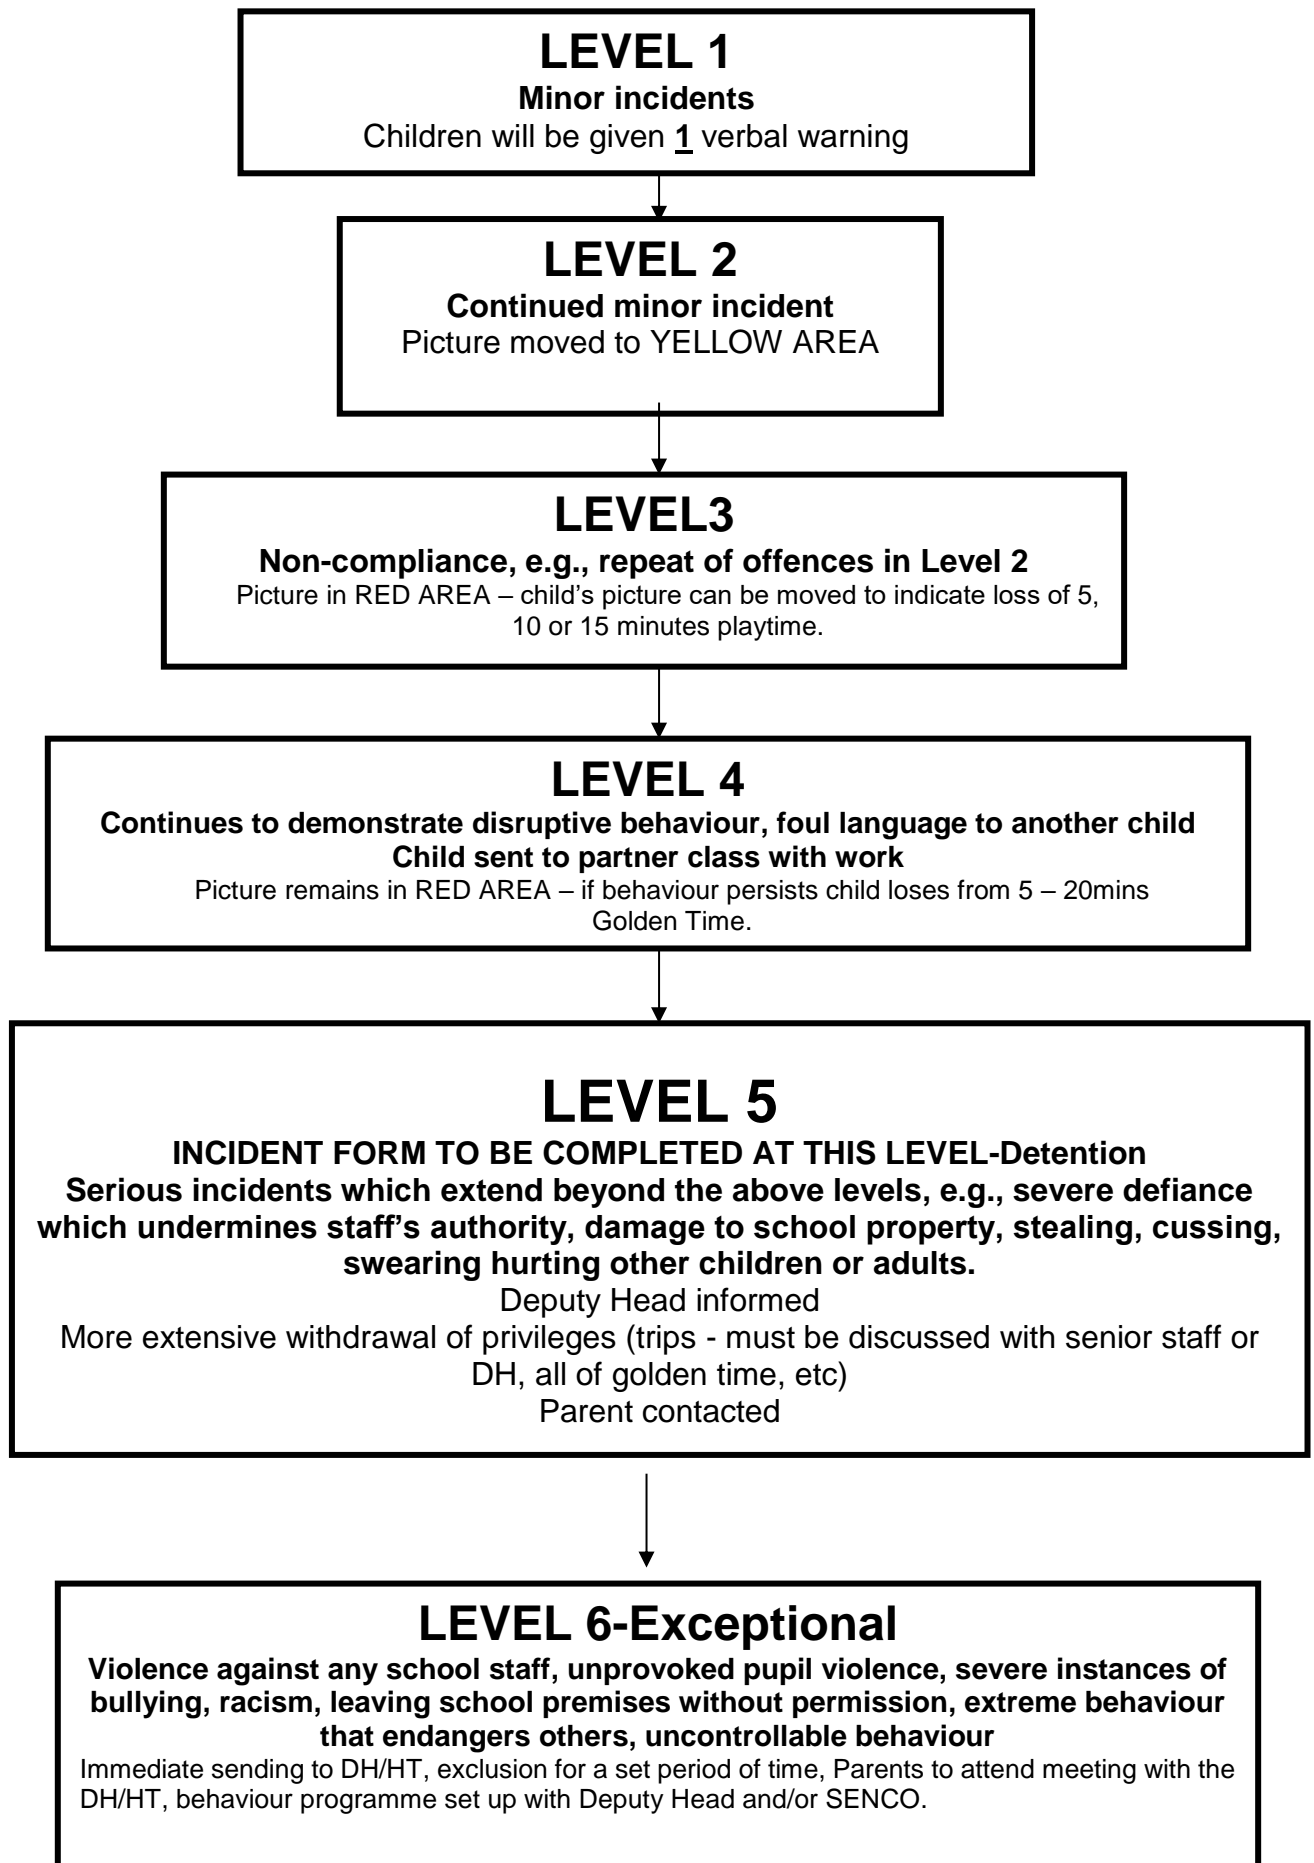 LEVEL 1
Minor incidents
Children will be given 1 verbal warning
LEVEL 2
Continued minor incident
Picture moved to YELLOW AREA
LEVEL3
Non-compliance, e.g., repeat of offences in Level 2
Picture in RED AREA – child's picture can be moved to indicate loss of 5,
10 or 15 minutes playtime.
LEVEL 4
Continues to demonstrate disruptive behaviour, foul language to another child
Child sent to partner class with work
Picture remains in RED AREA – if behaviour persists child loses from 5 – 20mins
Golden Time.
LEVEL 5
INCIDENT FORM TO BE COMPLETED AT THIS LEVEL-Detention
Serious incidents which extend beyond the above levels, e.g., severe defiance
which undermines staff's authority, damage to school property, stealing, cussing,
swearing hurting other children or adults.
Deputy Head informed
More extensive withdrawal of privileges (trips - must be discussed with senior staff or
DH, all of golden time, etc)
Parent contacted
LEVEL 6-Exceptional
Violence against any school staff, unprovoked pupil violence, severe instances of
bullying, racism, leaving school premises without permission, extreme behaviour
that endangers others, uncontrollable behaviour
Immediate sending to DH/HT, exclusion for a set period of time, Parents to attend meeting with the
DH/HT, behaviour programme set up with Deputy Head and/or SENCO.